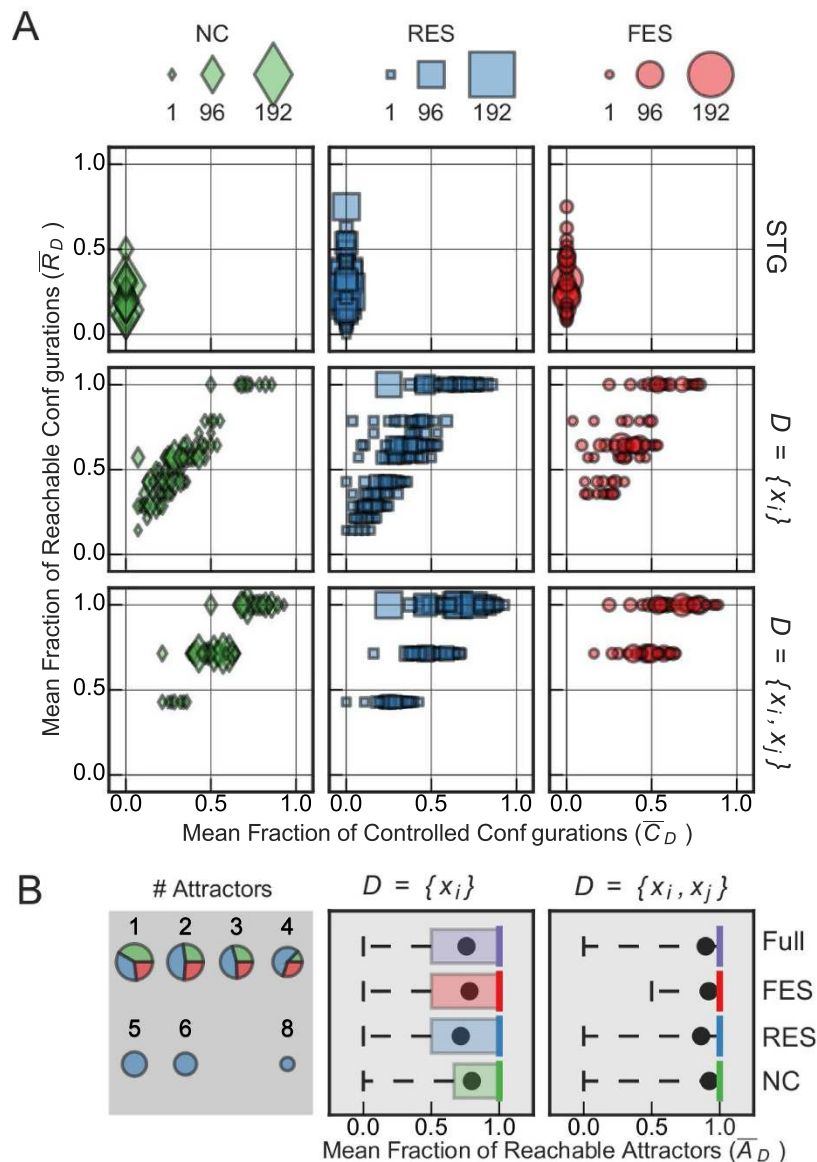 A
NC RES FES
1 96 192 1 96 192 1 96 192
1.0
0.5
0.0
STG
1.0
0.5
0.0
D = {xi}
1.0
0.5
0.0
D = {xi, xj}
Mean Fraction of Reachable Conf gurations (RD)
0.0 0.5 1.0 0.0 0.5 1.0 0.0 0.5 1.0
Mean Fraction of Controlled Conf gurations (CD)
B
# Attractors D = {xi} D = {xi, xj}
1 2 3 4
5 6 8
Full
FES
RES
NC
0.0 0.5 1.0 0.0 0.5 1.0
Mean Fraction of Reachable Attractors (AD)